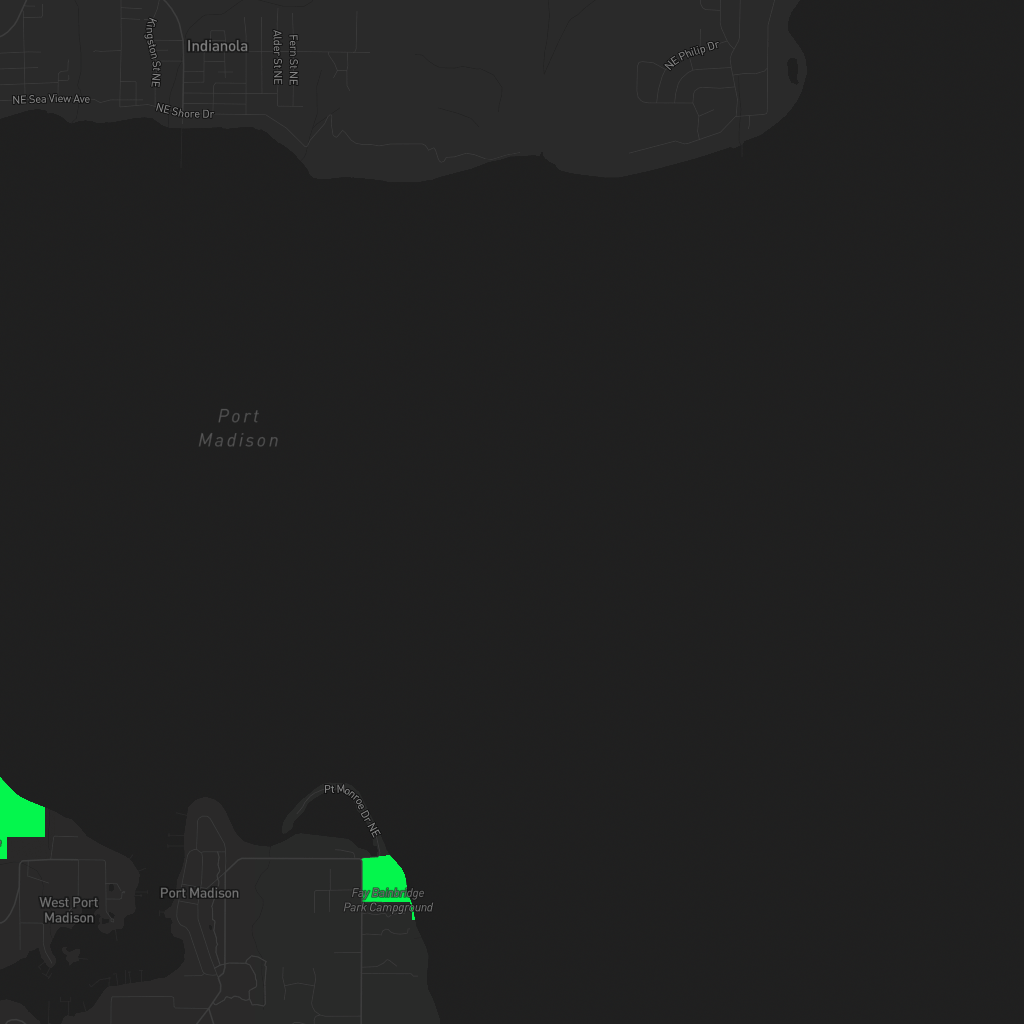 Indianola
Kingston St NE
Alder St NE
Fern St NE
NE Philip Dr
NE Sea View Ave
NE Shore Dr
Port
Madison
Pt Monroe Dr NE
Port Madison
West Port
Madison
Fay Bainbridge
Park Campground